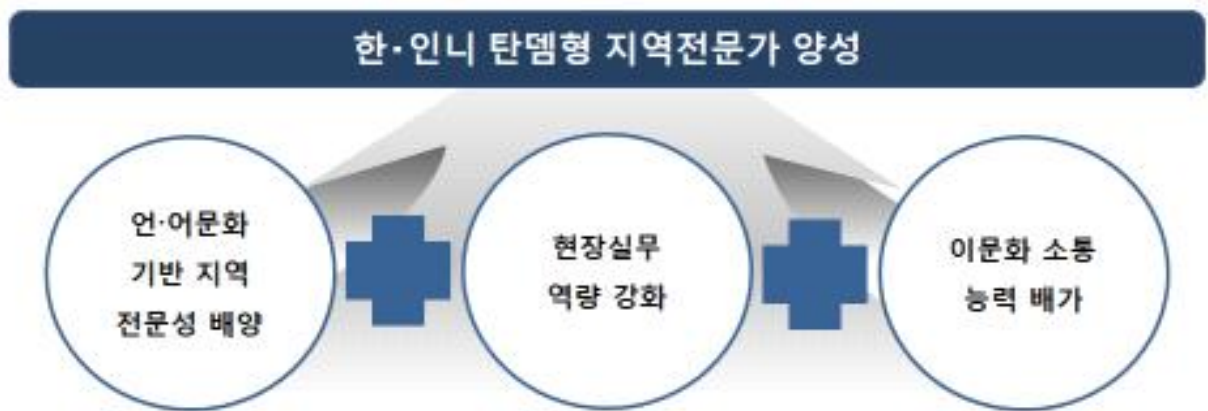 한·인니 탄뎀형 지역전문가 양성
언·어문화
기반 지역
전문성 배양
현장실무
역량 강화
이문화 소통
능력 배가